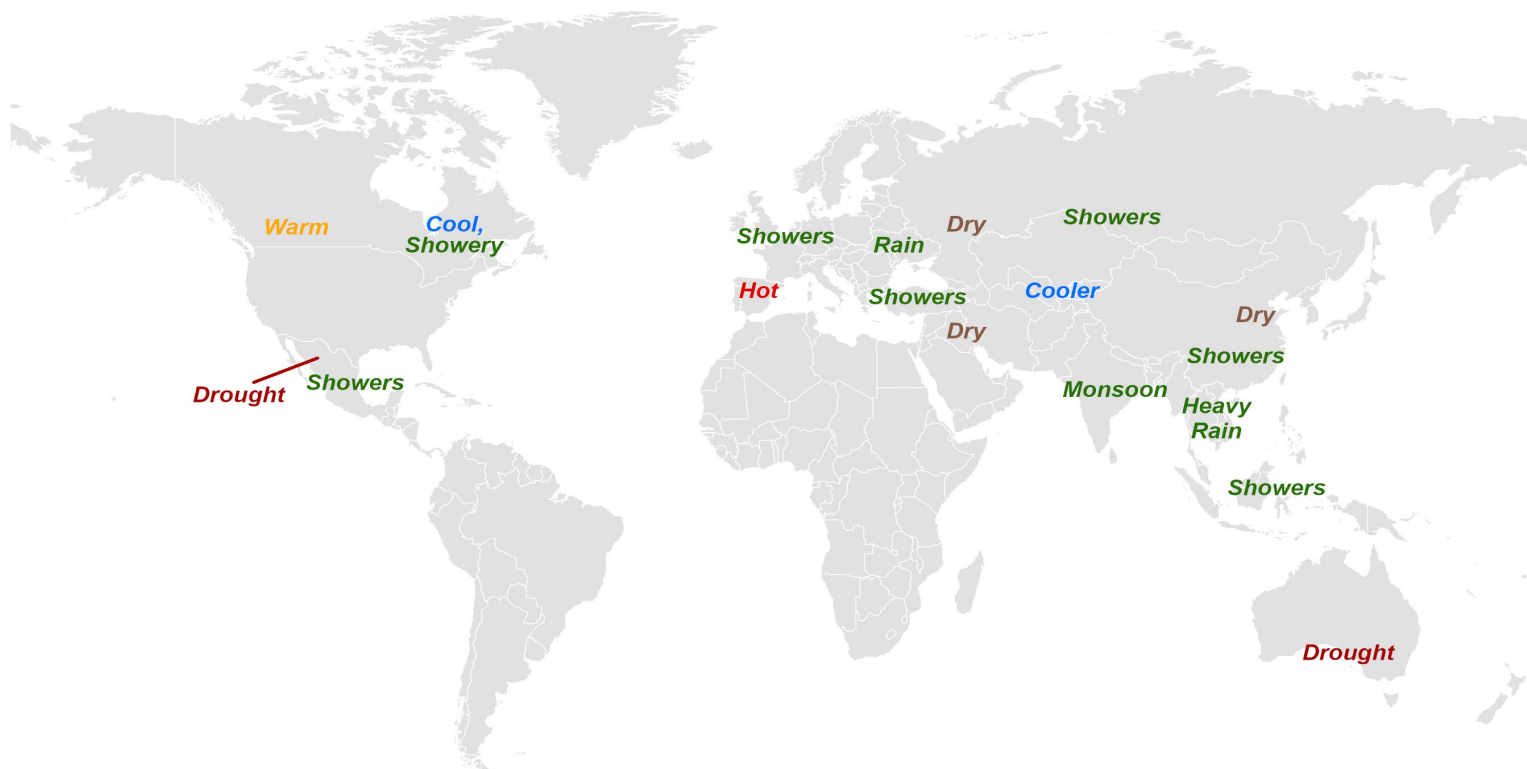 Warm
Cool,
Showery
Showers
Rain
Dry
Showers
Hot
Showers
Cooler
Dry
Dry
Showers
Drought
Showers
Monsoon
Heavy
Rain
Showers
Drought